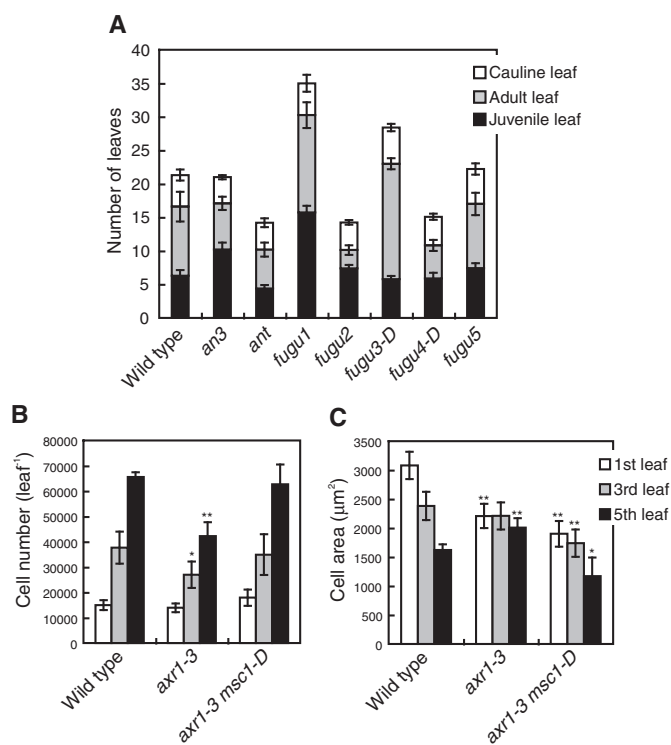 A
40
35
30
25
20
15
10
5
0
Number of leaves
Cauline leaf
Adult leaf
Juvenile leaf
Wild type
an3
ant
fugu1
fugu2
fugu3-D
fugu4-D
fugu5
B
80000
70000
60000
50000
40000
30000
20000
10000
0
Cell number (leaf⁻¹)
*
**
Wild type
axr1-3
axr1-3 msc1-D
C
3500
3000
2500
2000
1500
1000
500
0
Cell area (µm²)
1st leaf
3rd leaf
5th leaf
**
**
**
**
*
Wild type
axr1-3
axr1-3 msc1-D